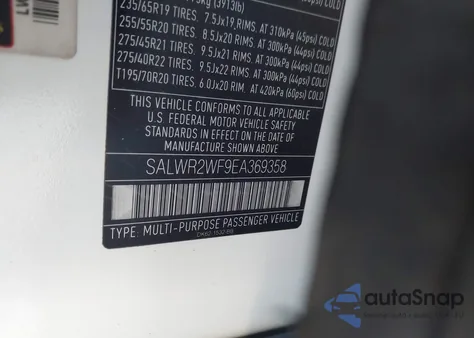 (3913lb)
235/65R19 TIRES. 7.5Jx19 RIMS. AT 310kPa (45psi) COLD
255/55R20 TIRES. 8.5Jx20 RIMS. AT 300kPa (44psi) COLD
275/45R21 TIRES. 9.5Jx21 RIMS. AT 300kPa (44psi) COLD
275/40R22 TIRES. 9.5Jx22 RIMS. AT 300kPa (44psi) COLD
T195/70R20 TIRES. 6.0Jx20 RIM. AT 420kPa (60psi) COLD
THIS VEHICLE CONFORMS TO ALL APPLICABLE
U.S. FEDERAL MOTOR VEHICLE SAFETY
STANDARDS IN EFFECT ON THE DATE OF
MANUFACTURE SHOWN ABOVE.
SALWR2WF9EA369358
TYPE: MULTI-PURPOSE PASSENGER VEHICLE
autoSnap